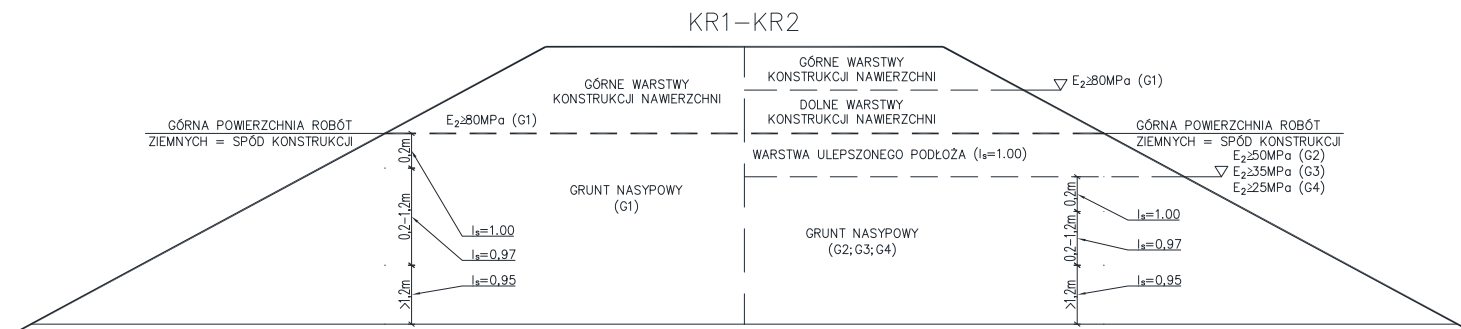 KR1-KR2
GÓRNE WARSTWY
KONSTRUKCJI NAWIERZCHNI
E₂≥80MPa (G1)
GÓRNA POWIERZCHNIA ROBÓT
ZIEMNYCH = SPÓD KONSTRUKCJI
0.2m
0.2-1.2m
>1.2m
GRUNT NASYPOWY
(G1)
Iₛ=1.00
Iₛ=0,97
Iₛ=0,95
GÓRNE WARSTWY
KONSTRUKCJI NAWIERZCHNI
E₂≥80MPa (G1)
DOLNE WARSTWY
KONSTRUKCJI NAWIERZCHNI
GÓRNA POWIERZCHNIA ROBÓT
ZIEMNYCH = SPÓD KONSTRUKCJI
WARSTWA ULEPSZONEGO PODŁOŻA (Iₛ=1.00)
E₂≥50MPa (G2)
E₂≥35MPa (G3)
E₂≥25MPa (G4)
GRUNT NASYPOWY
(G2; G3; G4)
0.2m
0.2-1.2m
>1.2m
Iₛ=1.00
Iₛ=0,97
Iₛ=0,95